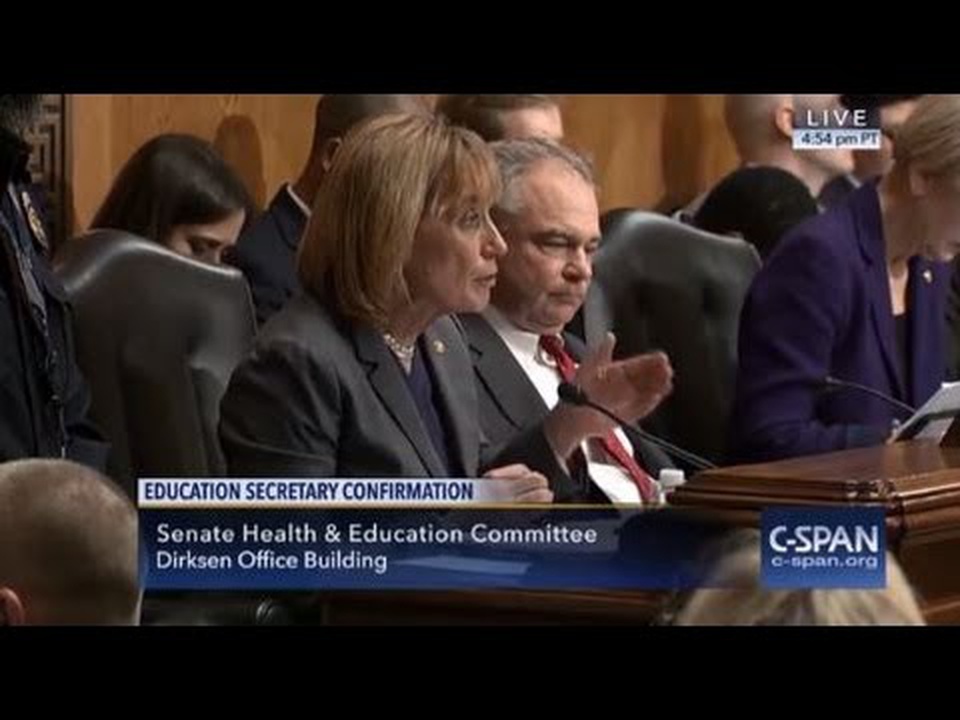 LIVE
4:54 pm PT
EDUCATION SECRETARY CONFIRMATION
Senate Health & Education Committee
Dirksen Office Building
C-SPAN
c-span.org